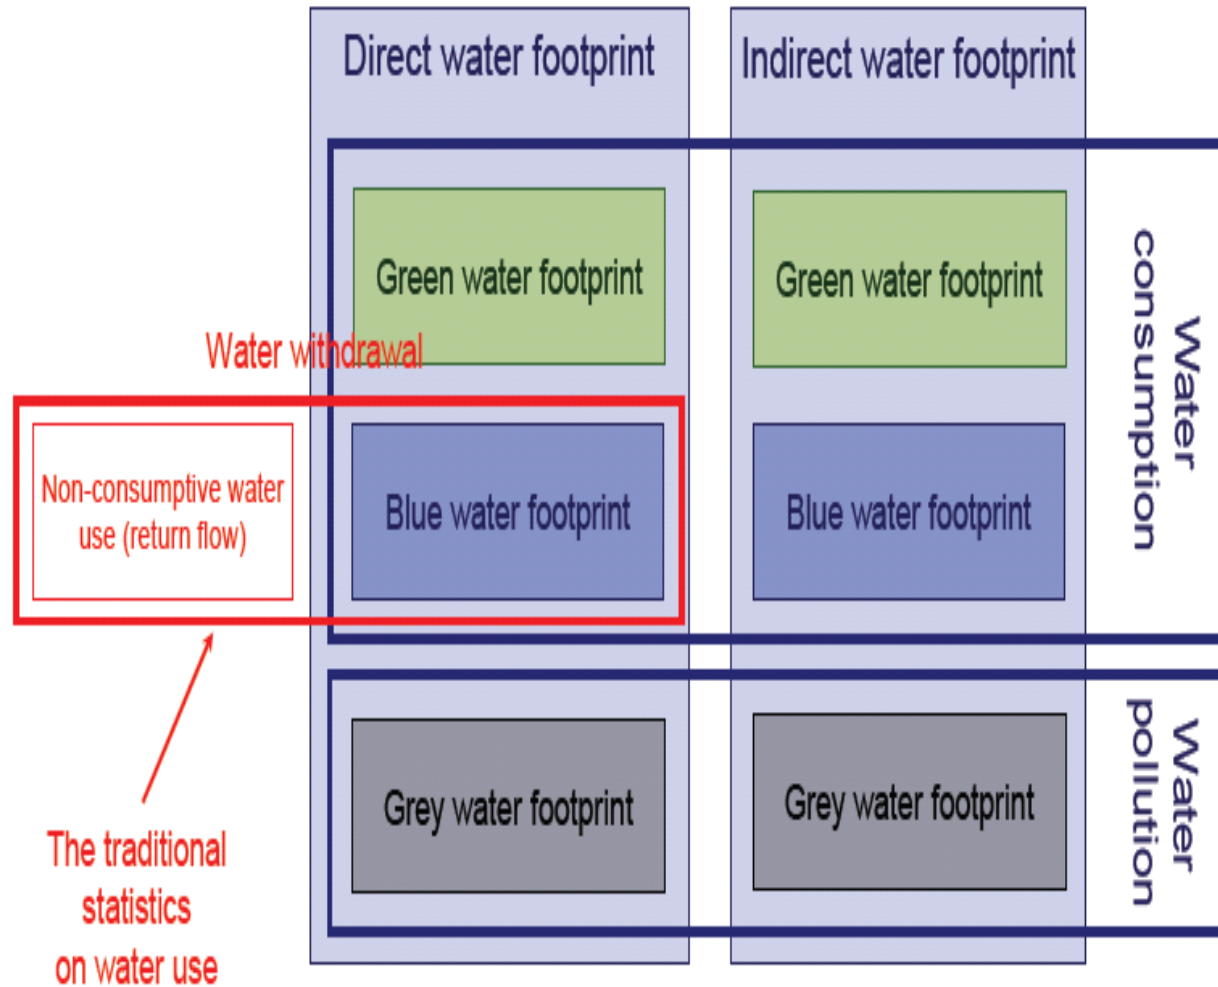 Direct water footprint
Indirect water footprint
Green water footprint
Green water footprint
Water
consumption
Water withdrawal
Non-consumptive water
use (return flow)
Blue water footprint
Blue water footprint
Grey water footprint
Grey water footprint
Water
pollution
The traditional
statistics
on water use